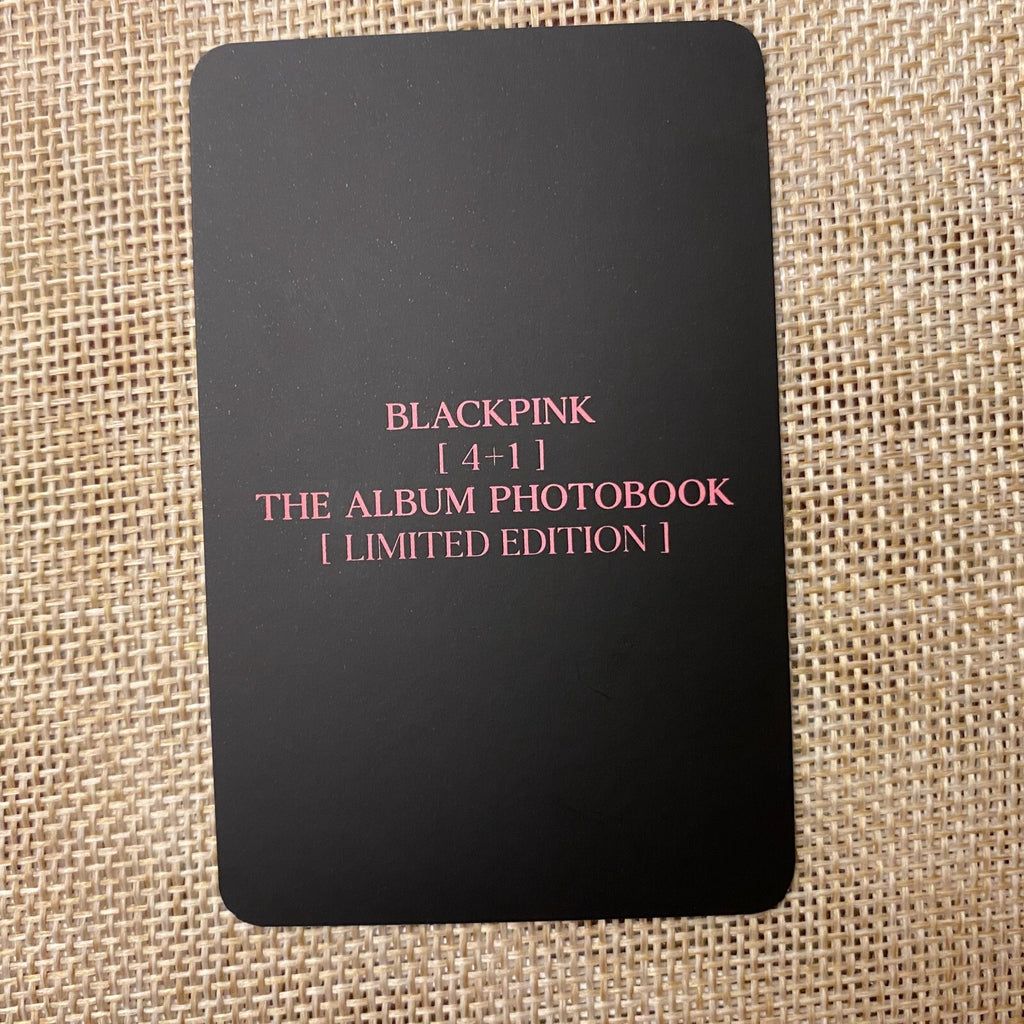 BLACKPINK
[ 4+1 ]
THE ALBUM PHOTOBOOK
[ LIMITED EDITION ]